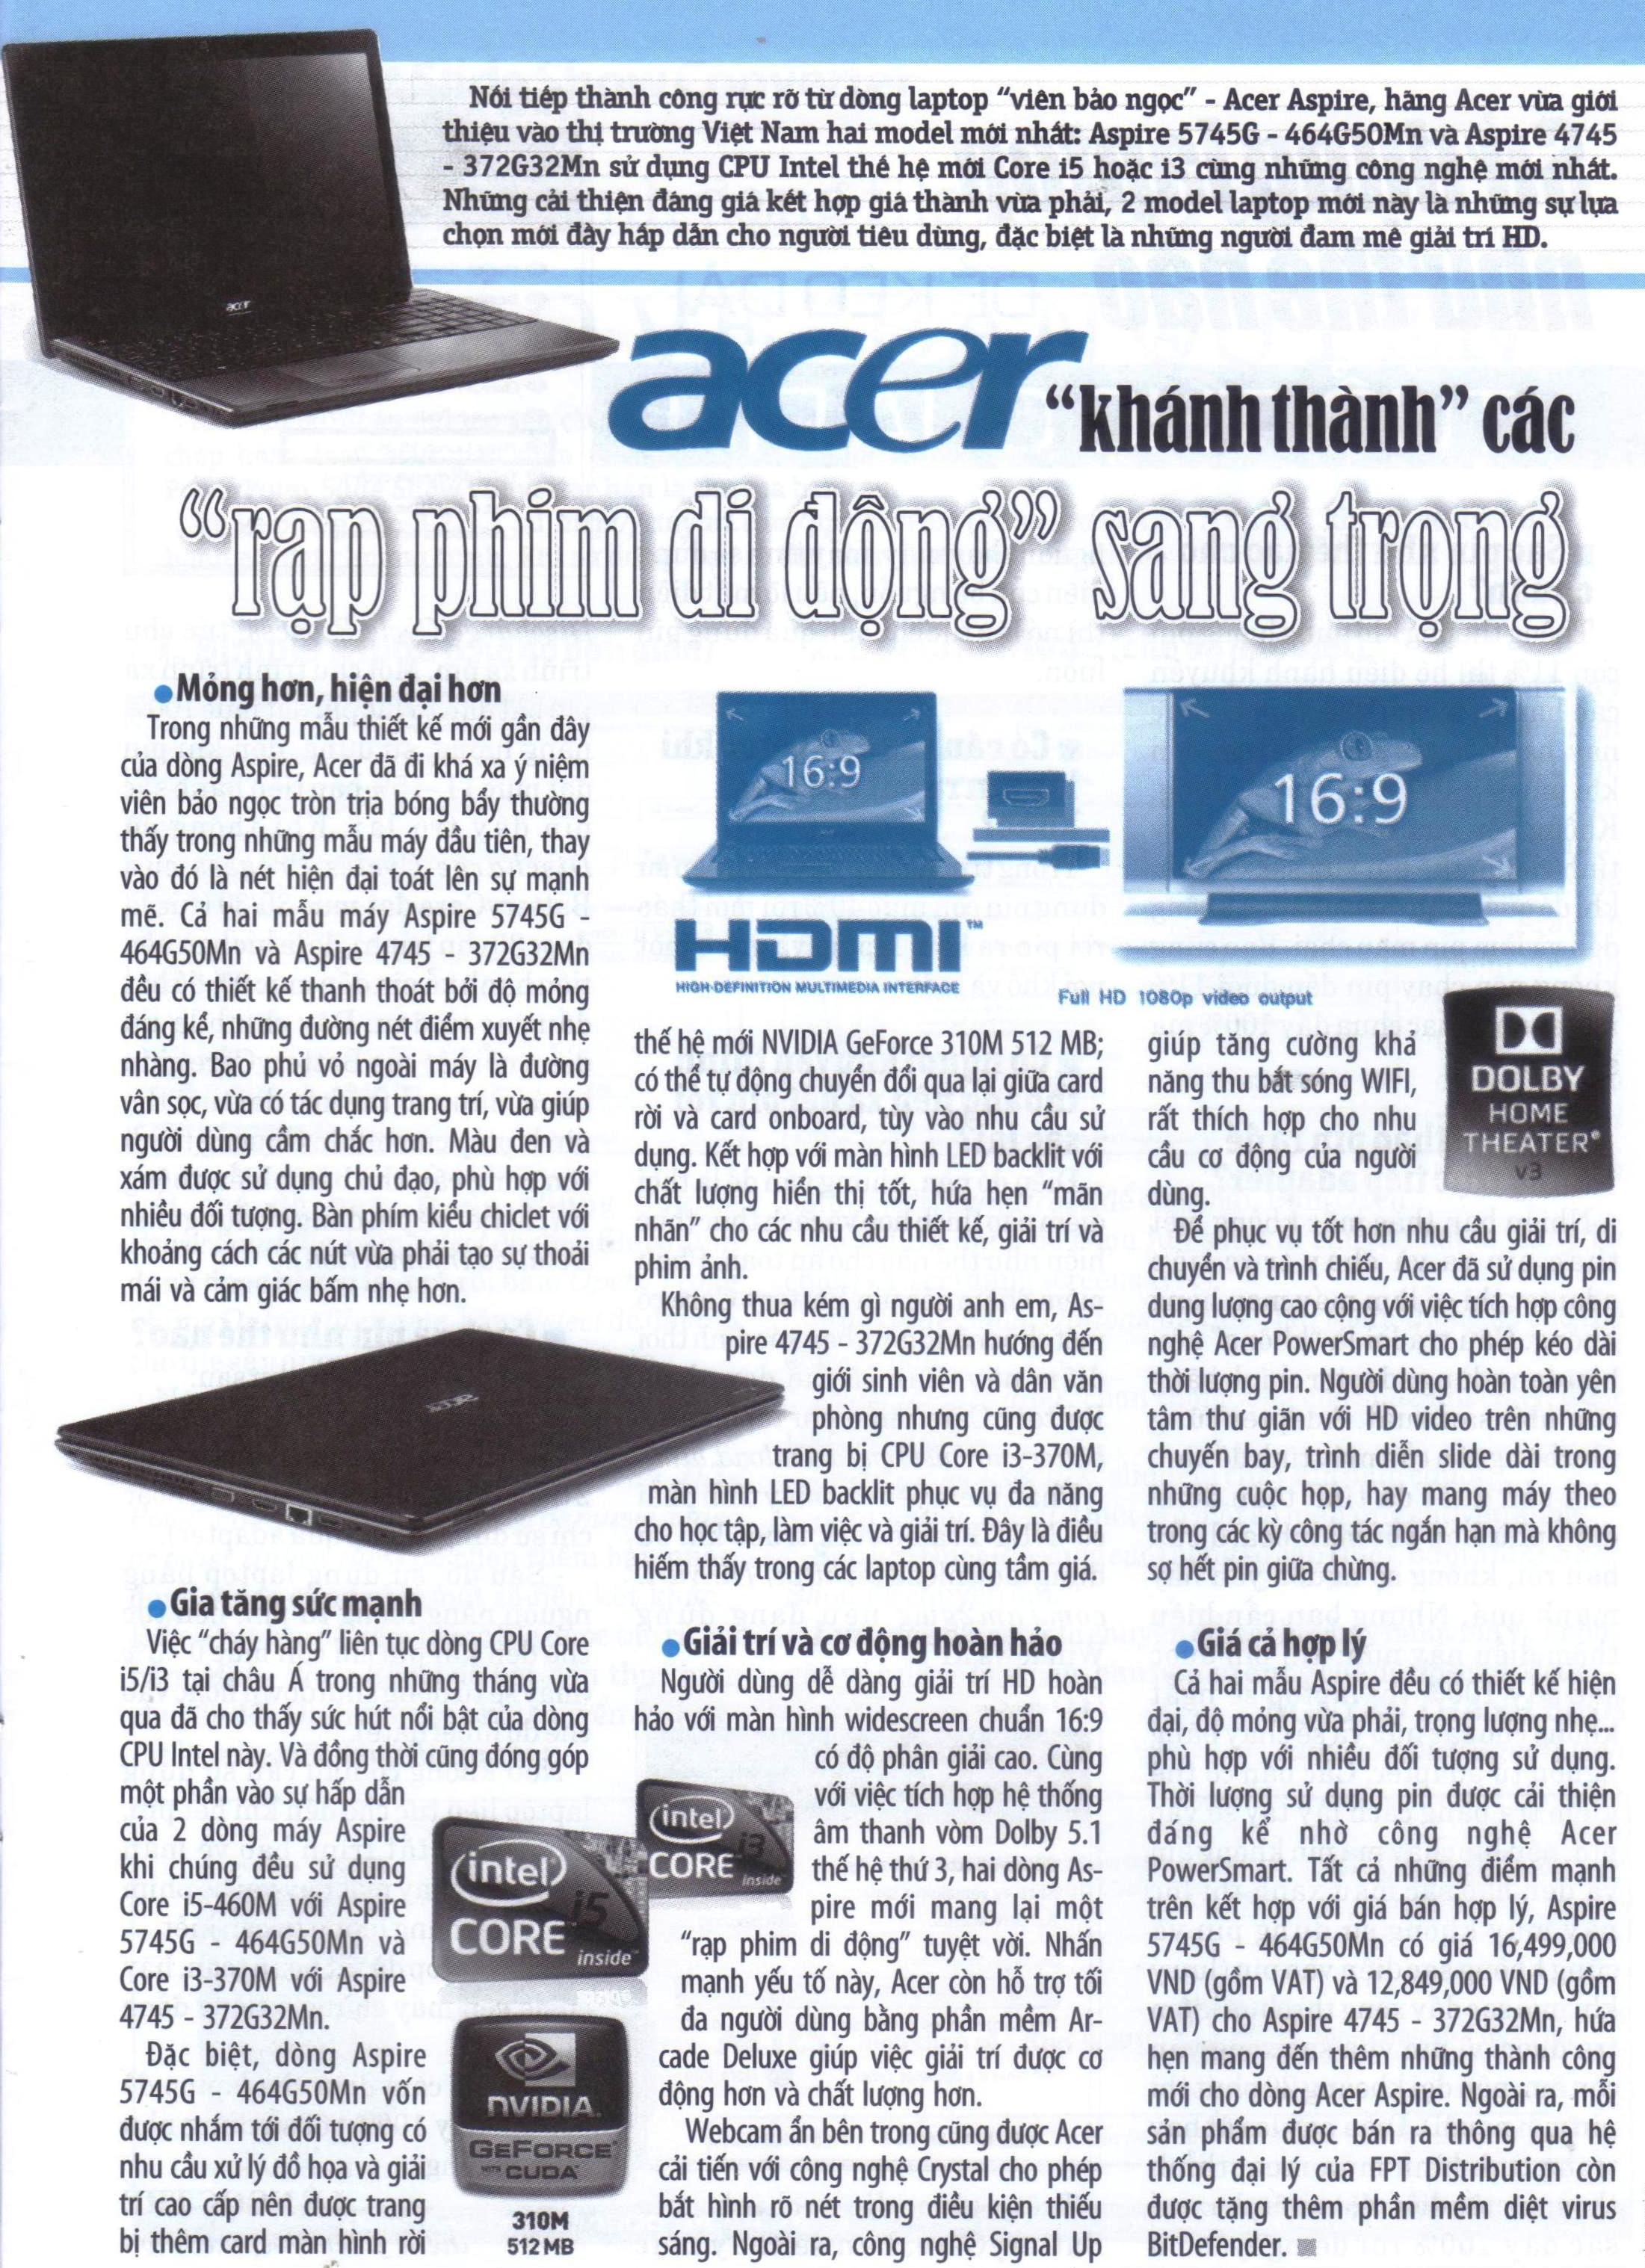 Nối tiếp thành công rực rỡ từ dòng laptop "viên bảo ngọc" - Acer Aspire, hãng Acer vừa giới
thiệu vào thị trường Việt Nam hai model mới nhất: Aspire 5745G - 464G50Mn và Aspire 4745
- 372G32Mn sử dụng CPU Intel thế hệ mới Core i5 hoặc i3 cùng những công nghệ mới nhất.
Những cải thiện đáng giá kết hợp giá thành vừa phải, 2 model laptop mới này là những sự lựa
chọn mới đầy hấp dẫn cho người tiêu dùng, đặc biệt là những người đam mê giải trí HD.
acer
acer "khánh thành" các
"rạp phim di động" sang trọng
Mỏng hơn, hiện đại hơn
Trong những mẫu thiết kế mới gần đây
của dòng Aspire, Acer đã đi khá xa ý niệm
viên bảo ngọc tròn trịa bóng bẩy thường
thấy trong những mẫu máy đầu tiên, thay
vào đó là nét hiện đại toát lên sự mạnh
mẽ. Cả hai mẫu máy Aspire 5745G -
464G50Mn và Aspire 4745 - 372G32Mn
đều có thiết kế thanh thoát bởi độ mỏng
đáng kể, những đường nét điểm xuyết nhẹ
nhàng. Bao phủ vỏ ngoài máy là đường
vân sọc, vừa có tác dụng trang trí, vừa giúp
người dùng cầm chắc hơn. Màu đen và
xám được sử dụng chủ đạo, phù hợp với
nhiều đối tượng. Bàn phím kiểu chiclet với
khoảng cách các nút vừa phải tạo sự thoải
mái và cảm giác bấm nhẹ hơn.
acer
Gia tăng sức mạnh
Việc "cháy hàng" liên tục dòng CPU Core
i5/i3 tại châu Á trong những tháng vừa
qua đã cho thấy sức hút nổi bật của dòng
CPU Intel này. Và đồng thời cũng đóng góp
một phần vào sự hấp dẫn
của 2 dòng máy Aspire
khi chúng đều sử dụng
Core i5-460M với Aspire
5745G - 464G50Mn và
Core i3-370M với Aspire
4745 - 372G32Mn.
Đặc biệt, dòng Aspire
5745G - 464G50Mn vốn
được nhắm tới đối tượng có
nhu cầu xử lý đồ họa và giải
trí cao cấp nên được trang
bị thêm card màn hình rời
intel
CORE i5
inside™
intel
CORE i3
inside™
NVIDIA.
GEFORCE®
WITH CUDA™
310M
512 MB
16:9
acer
16:9
HDMI™
HIGH-DEFINITION MULTIMEDIA INTERFACE
Full HD 1080p video output
thế hệ mới NVIDIA GeForce 310M 512 MB;
có thể tự động chuyển đổi qua lại giữa card
rời và card onboard, tùy vào nhu cầu sử
dụng. Kết hợp với màn hình LED backlit với
chất lượng hiển thị tốt, hứa hẹn "mãn
nhãn" cho các nhu cầu thiết kế, giải trí và
phim ảnh.
Không thua kém gì người anh em, As-
pire 4745 - 372G32Mn hướng đến
giới sinh viên và dân văn
phòng nhưng cũng được
trang bị CPU Core i3-370M,
màn hình LED backlit phục vụ đa năng
cho học tập, làm việc và giải trí. Đây là điều
hiếm thấy trong các laptop cùng tầm giá.
Giải trí và cơ động hoàn hảo
Người dùng dễ dàng giải trí HD hoàn
hảo với màn hình widescreen chuẩn 16:9
có độ phân giải cao. Cùng
với việc tích hợp hệ thống
âm thanh vòm Dolby 5.1
thế hệ thứ 3, hai dòng As-
pire mới mang lại một
"rạp phim di động" tuyệt vời. Nhấn
mạnh yếu tố này, Acer còn hỗ trợ tối
đa người dùng bằng phần mềm Ar-
cade Deluxe giúp việc giải trí được cơ
động hơn và chất lượng hơn.
Webcam ẩn bên trong cũng được Acer
cải tiến với công nghệ Crystal cho phép
bắt hình rõ nét trong điều kiện thiếu
sáng. Ngoài ra, công nghệ Signal Up
giúp tăng cường khả
năng thu bắt sóng WIFI,
rất thích hợp cho nhu
cầu cơ động của người
dùng.
DOLBY
HOME
THEATER®
v3
Để phục vụ tốt hơn nhu cầu giải trí, di
chuyển và trình chiếu, Acer đã sử dụng pin
dung lượng cao cộng với việc tích hợp công
nghệ Acer PowerSmart cho phép kéo dài
thời lượng pin. Người dùng hoàn toàn yên
tâm thư giãn với HD video trên những
chuyến bay, trình diễn slide dài trong
những cuộc họp, hay mang máy theo
trong các kỳ công tác ngắn hạn mà không
sợ hết pin giữa chừng.
Giá cả hợp lý
Cả hai mẫu Aspire đều có thiết kế hiện
đại, độ mỏng vừa phải, trọng lượng nhẹ...
phù hợp với nhiều đối tượng sử dụng.
Thời lượng sử dụng pin được cải thiện
đáng kể nhờ công nghệ Acer
PowerSmart. Tất cả những điểm mạnh
trên kết hợp với giá bán hợp lý, Aspire
5745G - 464G50Mn có giá 16,499,000
VND (gồm VAT) và 12,849,000 VND (gồm
VAT) cho Aspire 4745 - 372G32Mn, hứa
hẹn mang đến thêm những thành công
mới cho dòng Acer Aspire. Ngoài ra, mỗi
sản phẩm được bán ra thông qua hệ
thống đại lý của FPT Distribution còn
được tặng thêm phần mềm diệt virus
BitDefender.